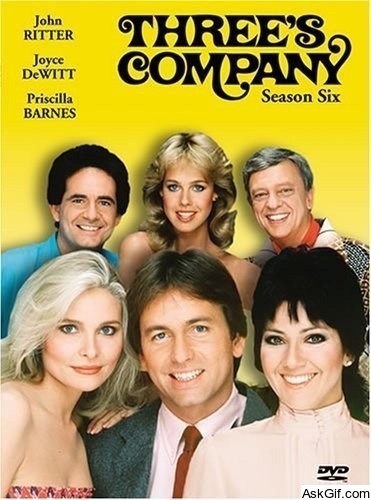 John
RITTER
Joyce
DeWITT
Priscilla
BARNES
THREE'S
COMPANY
Season Six
DVD
AskGif.com